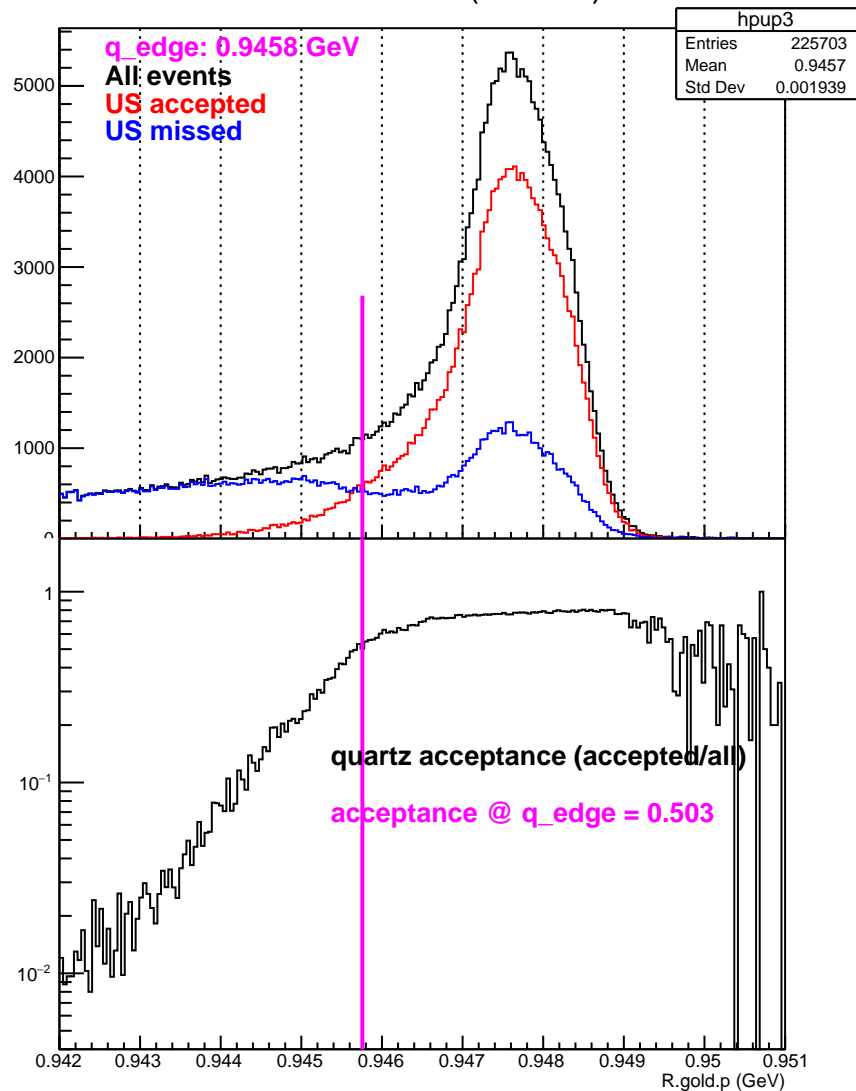 hpup3
Entries 225703
Mean 0.9457
Std Dev 0.001939
q_edge: 0.9458 GeV
All events
US accepted
US missed
5000
4000
3000
2000
1000
0
1
10⁻¹
10⁻²
quartz acceptance (accepted/all)
acceptance @ q_edge = 0.503
0.942 0.943 0.944 0.945 0.946 0.947 0.948 0.949 0.95 0.951
R.gold.p (GeV)